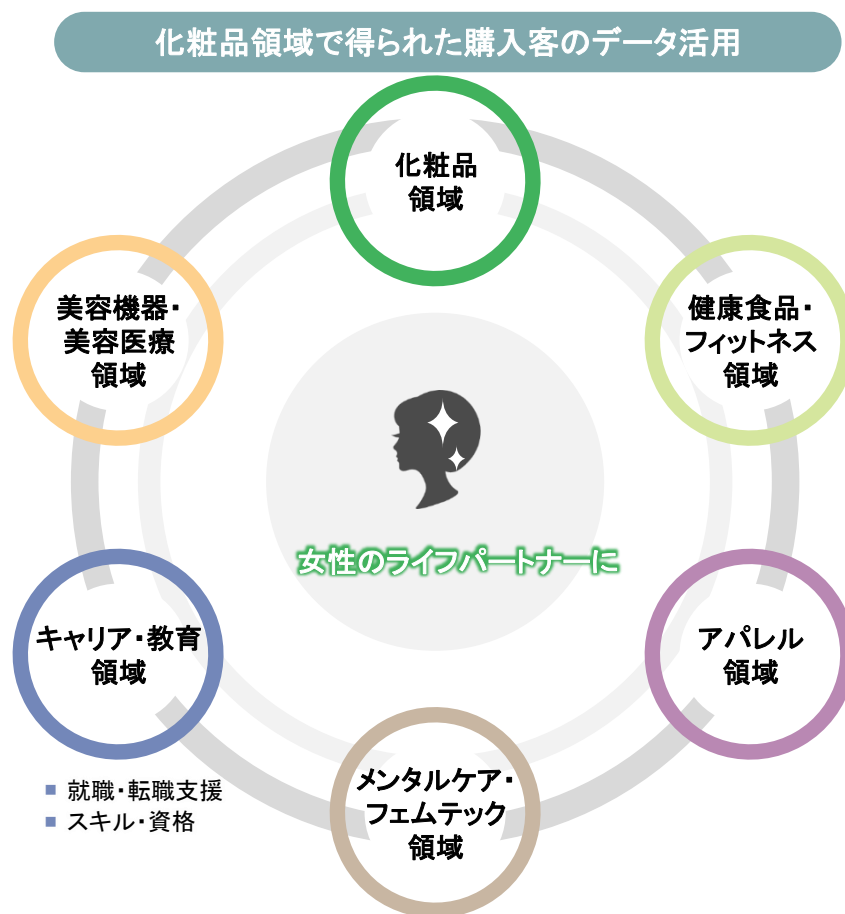 化粧品領域で得られた購入客のデータ活用
化粧品
領域
美容機器・
美容医療
領域
健康食品・
フィットネス
領域
女性のライフパートナーに
キャリア・教育
領域
アパレル
領域
■ 就職・転職支援
■ スキル・資格
メンタルケア・
フェムテック
領域